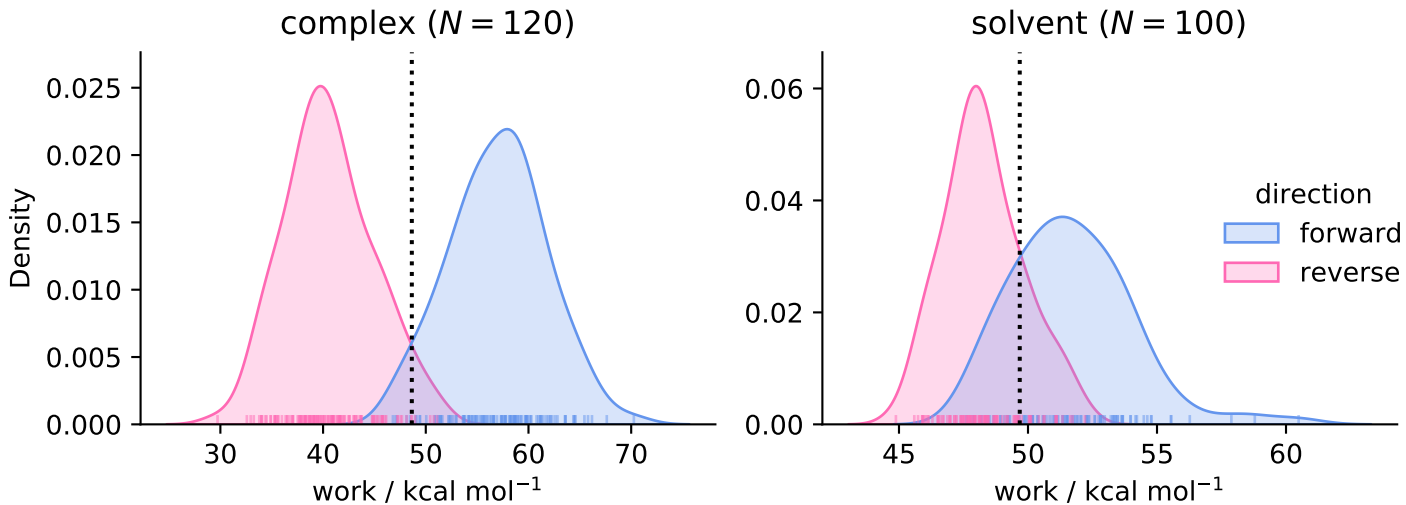 complex (N = 120)
0.025
0.020
0.015
0.010
0.005
0.000
Density
30 40 50 60 70
work / kcal mol⁻¹
solvent (N = 100)
0.06
0.04
0.02
0.00
45 50 55 60
work / kcal mol⁻¹
direction
forward
reverse